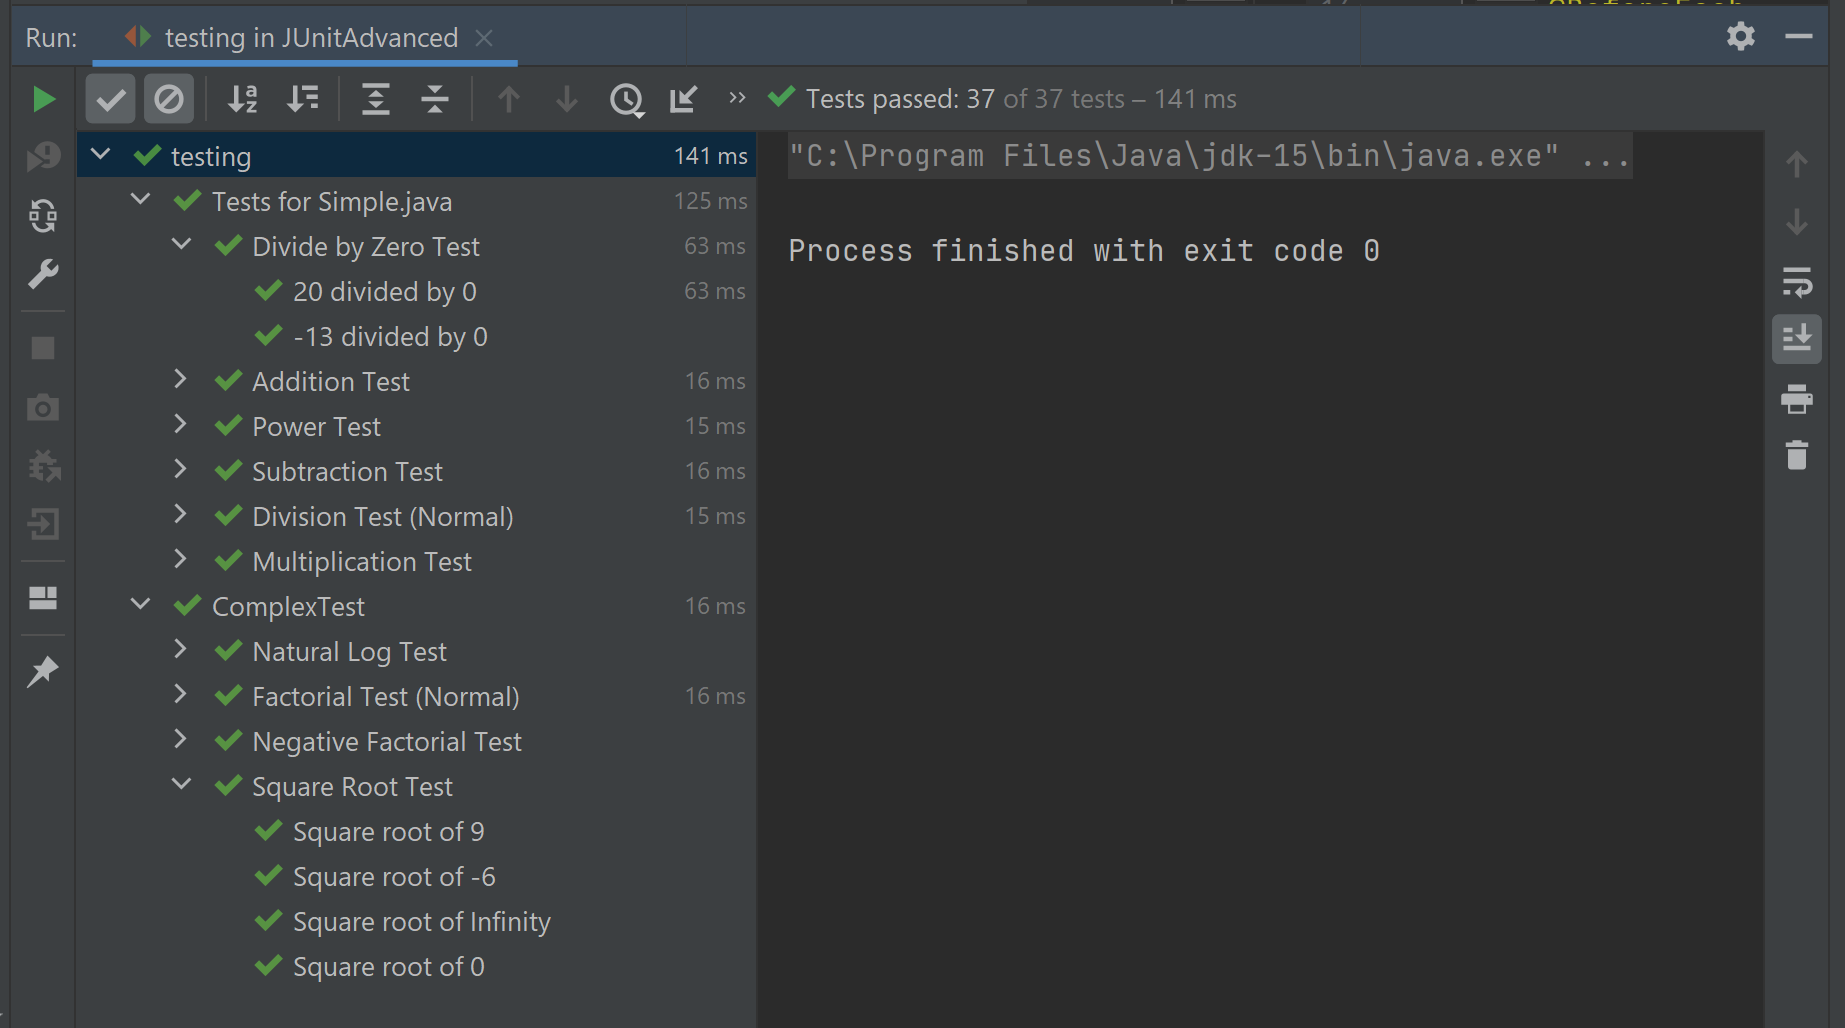 Run: testing in JUnitAdvanced
Tests passed: 37 of 37 tests – 141 ms
testing 141 ms
Tests for Simple.java 125 ms
Divide by Zero Test 63 ms
20 divided by 0 63 ms
-13 divided by 0
Addition Test 16 ms
Power Test 15 ms
Subtraction Test 16 ms
Division Test (Normal) 15 ms
Multiplication Test
ComplexTest 16 ms
Natural Log Test
Factorial Test (Normal) 16 ms
Negative Factorial Test
Square Root Test
Square root of 9
Square root of -6
Square root of Infinity
Square root of 0
"C:\Program Files\Java\jdk-15\bin\java.exe" ...
Process finished with exit code 0